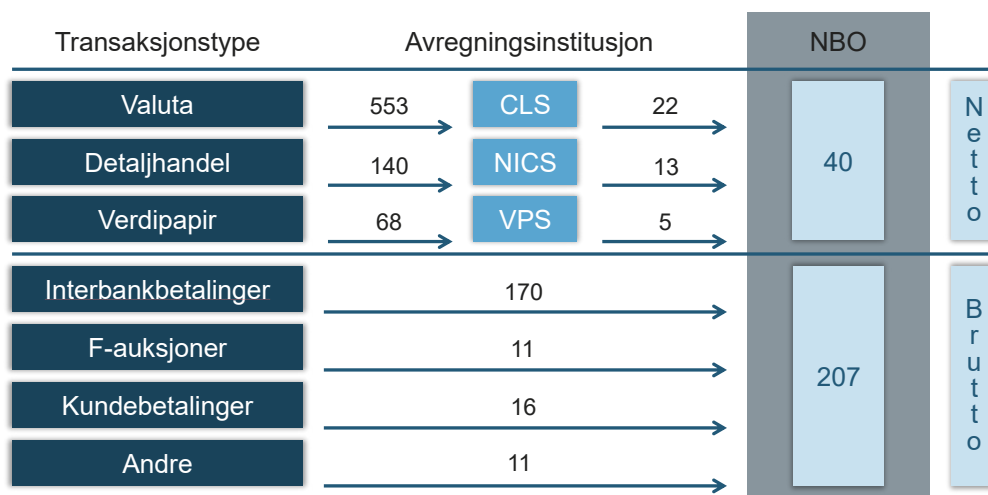 Transaksjonstype Avregningsinstitusjon NBO
Valuta 553 CLS 22
Detaljhandel 140 NICS 13 40
Verdipapir 68 VPS 5
Netto
Interbankbetalinger 170
F-auksjoner 11
207
Kundebetalinger 16
Andre 11
Brutto